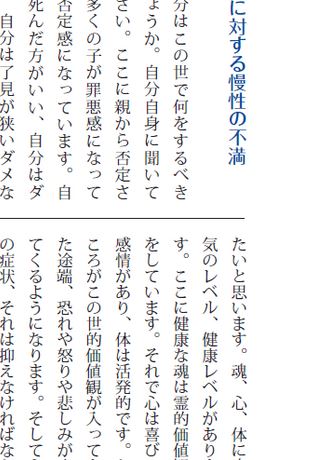 に対する慢性の不満
分はこの世で何をするべき
ょうか。自分自身に聞いて
さい。ここに親から否定さ
多くの子が罪悪感になって
否定感になっています。自
死んだ方がいい、自分はダ
自分は了見が狭いダメな
たいと思います。魂、心、体に
気のレベル、健康レベルがあり
す。ここに健康な魂は霊的価値
をしています。それで心は喜び
感情があり、体は活発的です。
ころがこの世的価値観が入って
た途端、恐れや怒りや悲しみが
てくるようになります。そして
の症状、それは抑えなければな